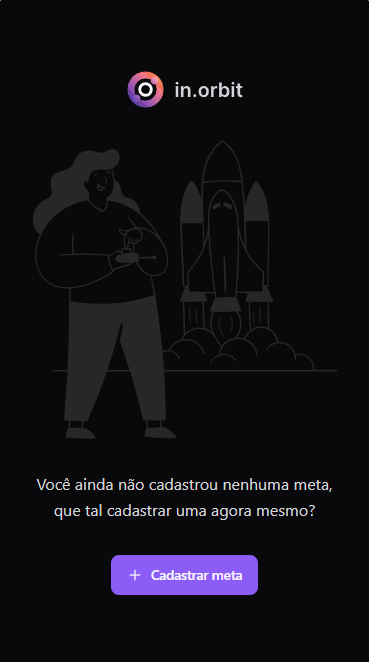 in.orbit
Você ainda não cadastrou nenhuma meta,
que tal cadastrar uma agora mesmo?
+ Cadastrar meta